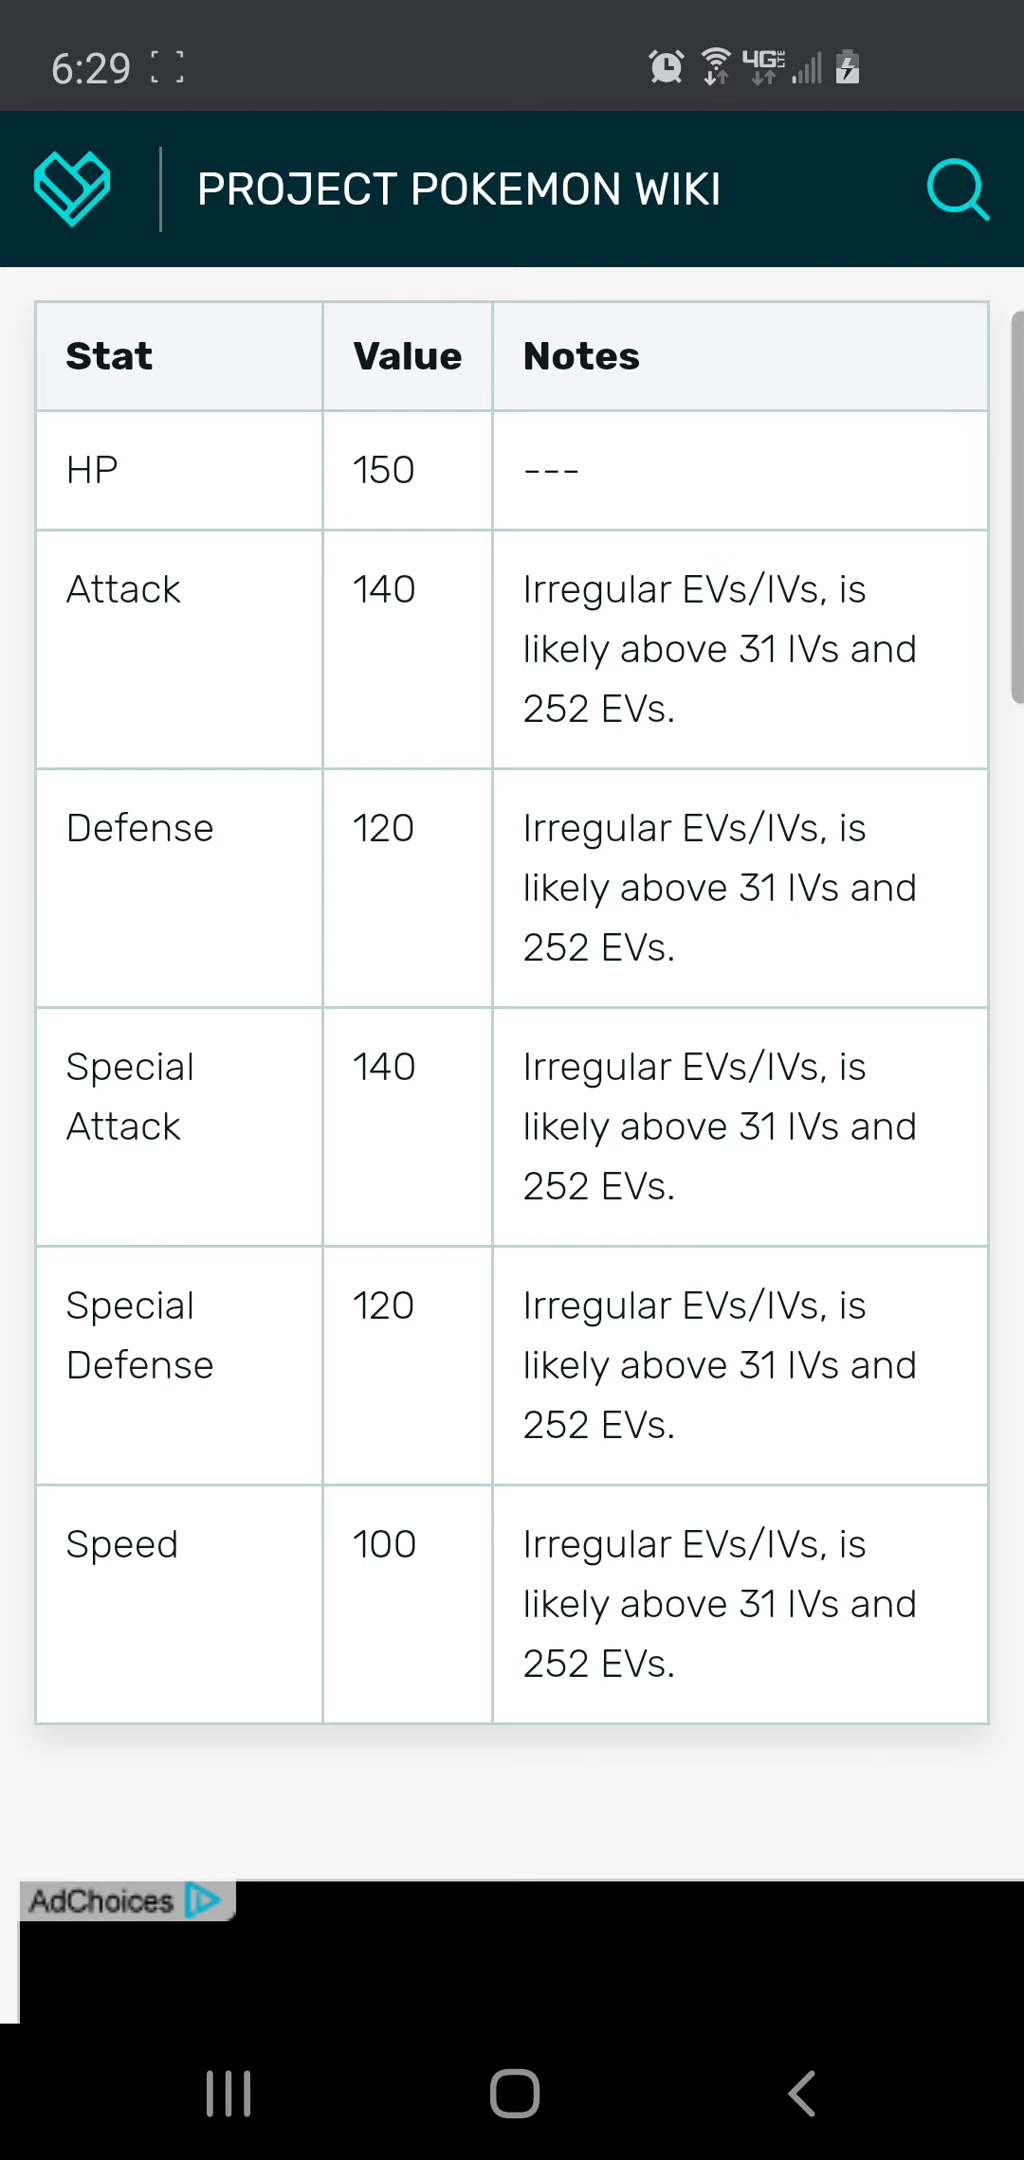 6:29
4G LTE
PROJECT POKEMON WIKI
Stat Value Notes
HP 150 ---
Attack 140 Irregular EVs/IVs, is
likely above 31 IVs and
252 EVs.
Defense 120 Irregular EVs/IVs, is
likely above 31 IVs and
252 EVs.
Special 140 Irregular EVs/IVs, is
Attack likely above 31 IVs and
252 EVs.
Special 120 Irregular EVs/IVs, is
Defense likely above 31 IVs and
252 EVs.
Speed 100 Irregular EVs/IVs, is
likely above 31 IVs and
252 EVs.
AdChoices